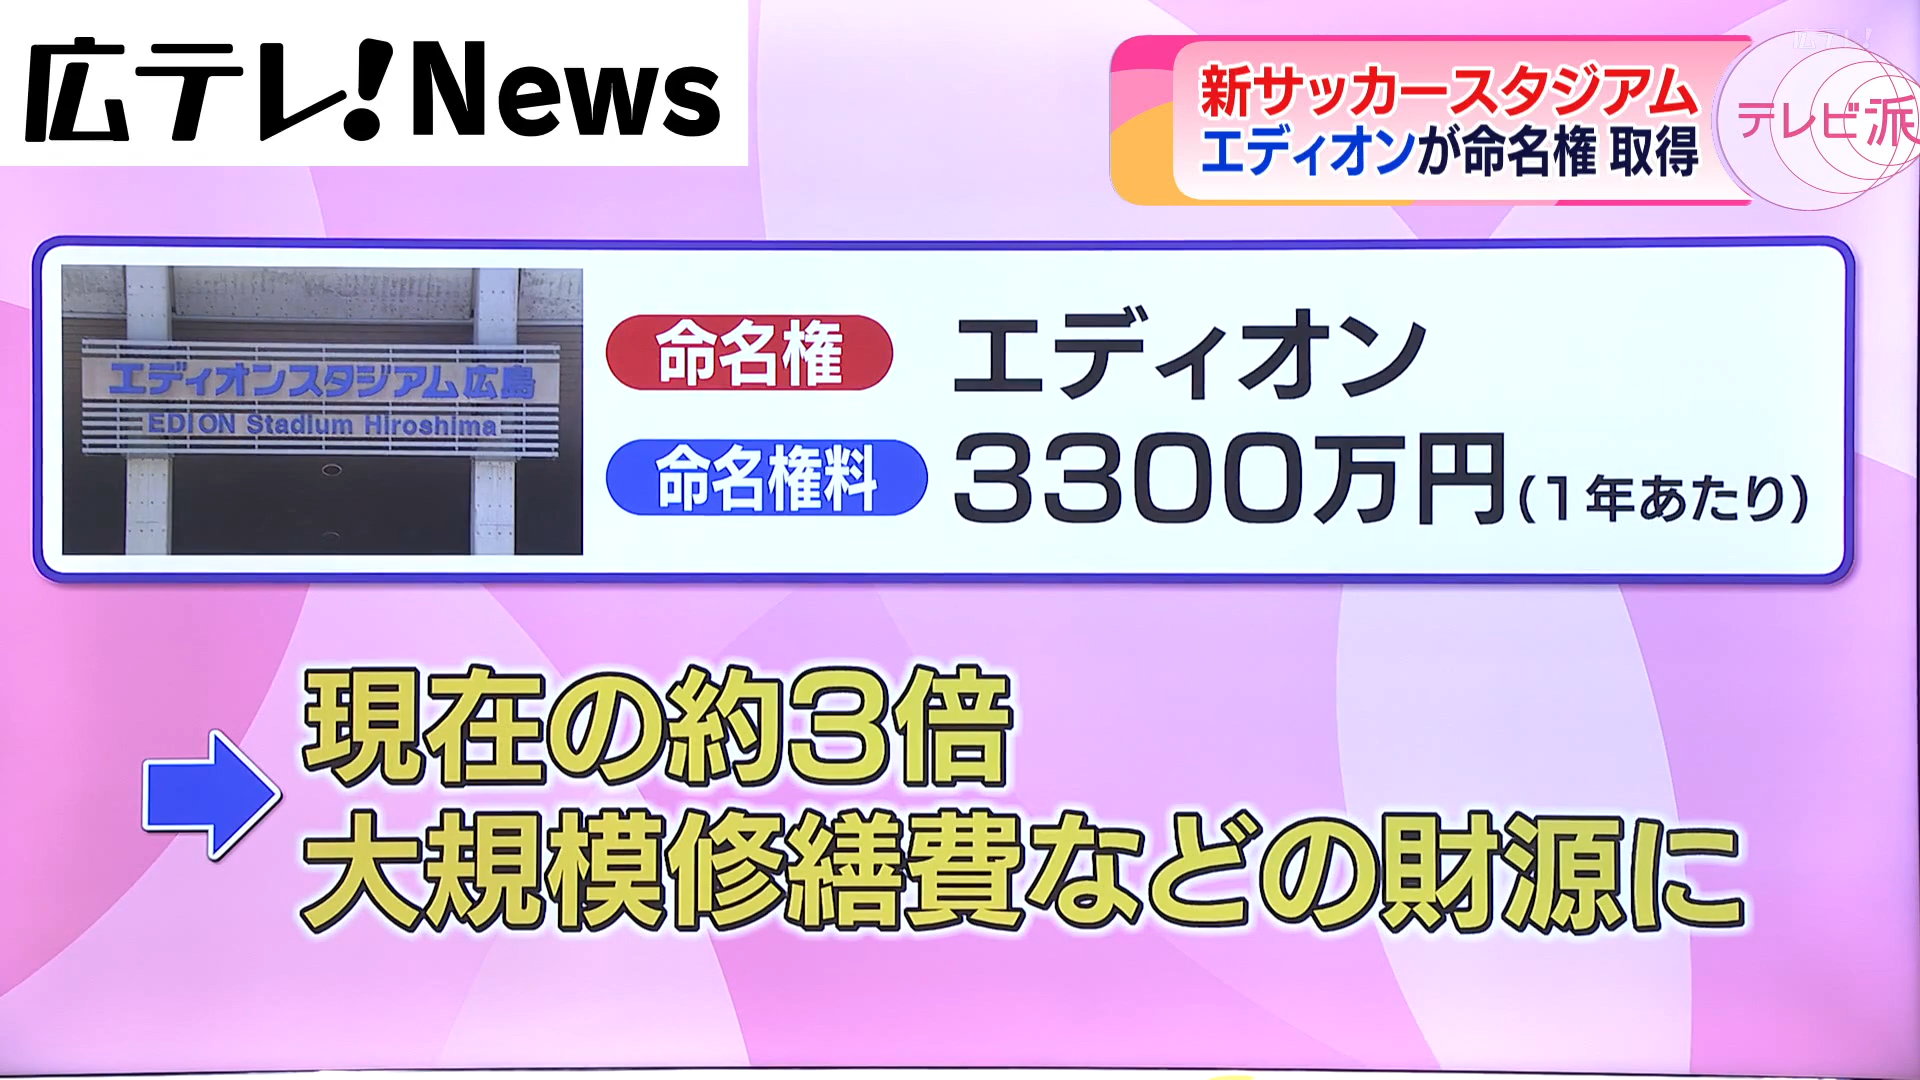 広テレ!News
広テレ!
新サッカースタジアム
エディオンが命名権 取得
テレビ派
エディオンスタジアム広島
EDION Stadium Hiroshima
命名権 エディオン
命名権料 3300万円(1年あたり)
現在の約3倍
大規模修繕費などの財源に